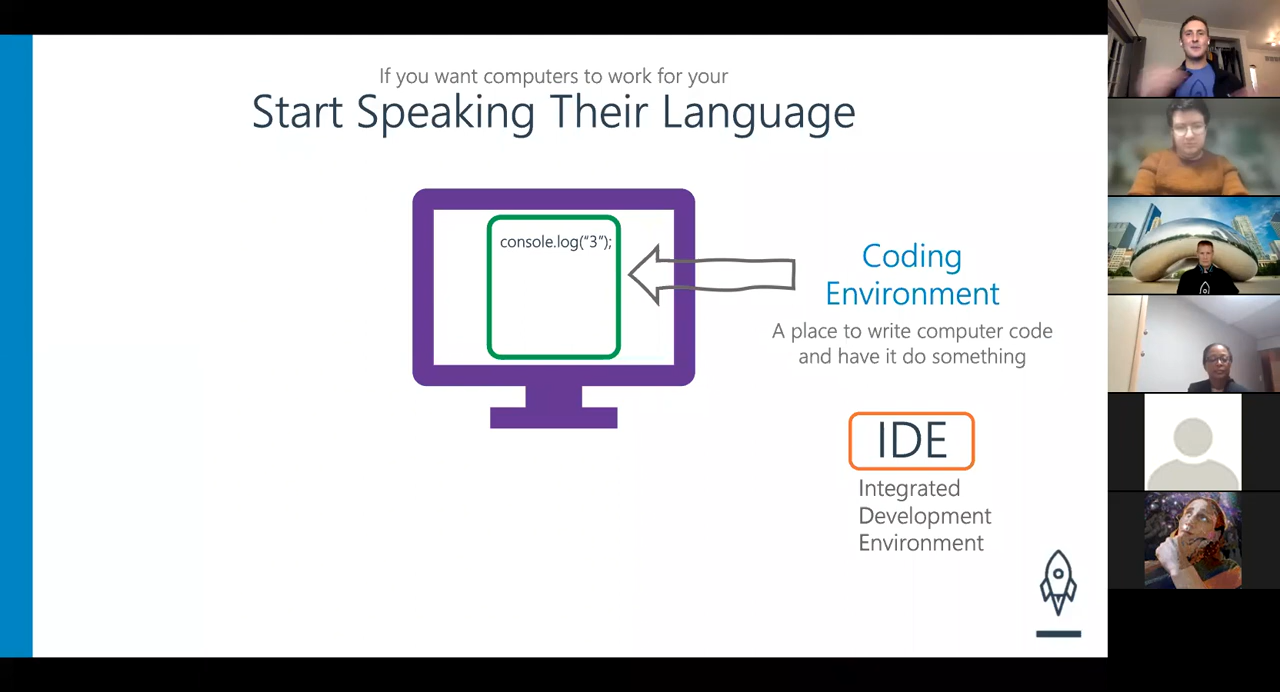 If you want computers to work for your
Start Speaking Their Language
console.log(“3”);
Coding
Environment
A place to write computer code
and have it do something
IDE
Integrated
Development
Environment